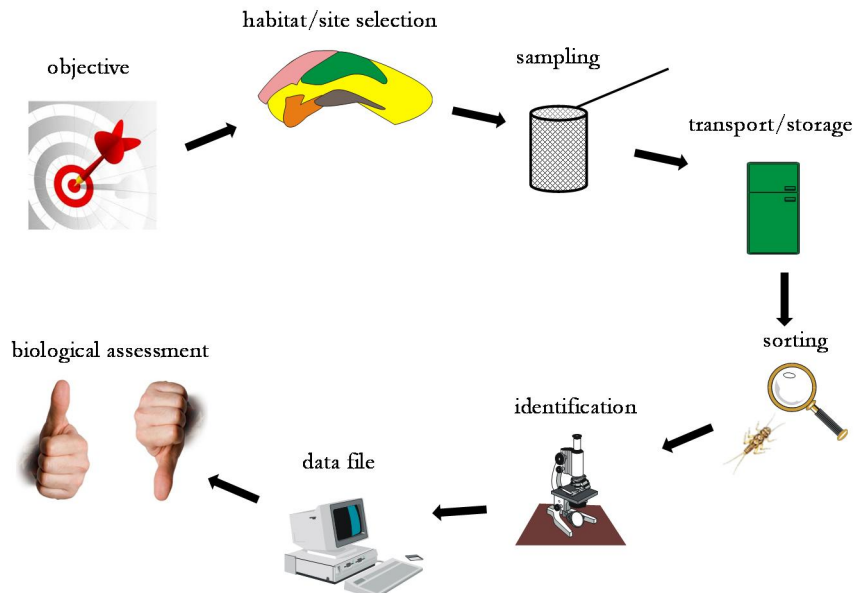 objective
habitat/site selection
sampling
transport/storage
sorting
identification
data file
biological assessment